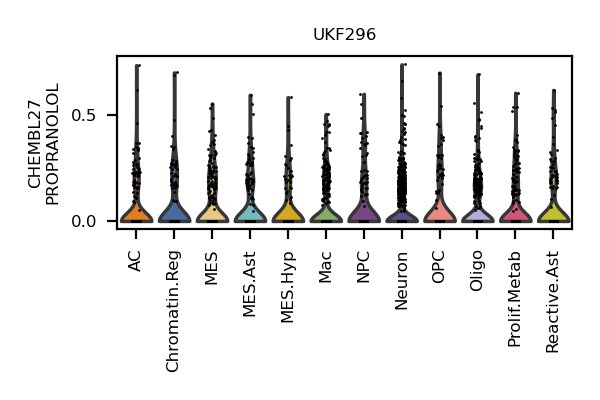 UKF296
CHEMBL27
PROPRANOLOL
0.5
0.0
AC
Chromatin.Reg
MES
MES.Ast
MES.Hyp
Mac
NPC
Neuron
OPC
Oligo
Prolif.Metab
Reactive.Ast